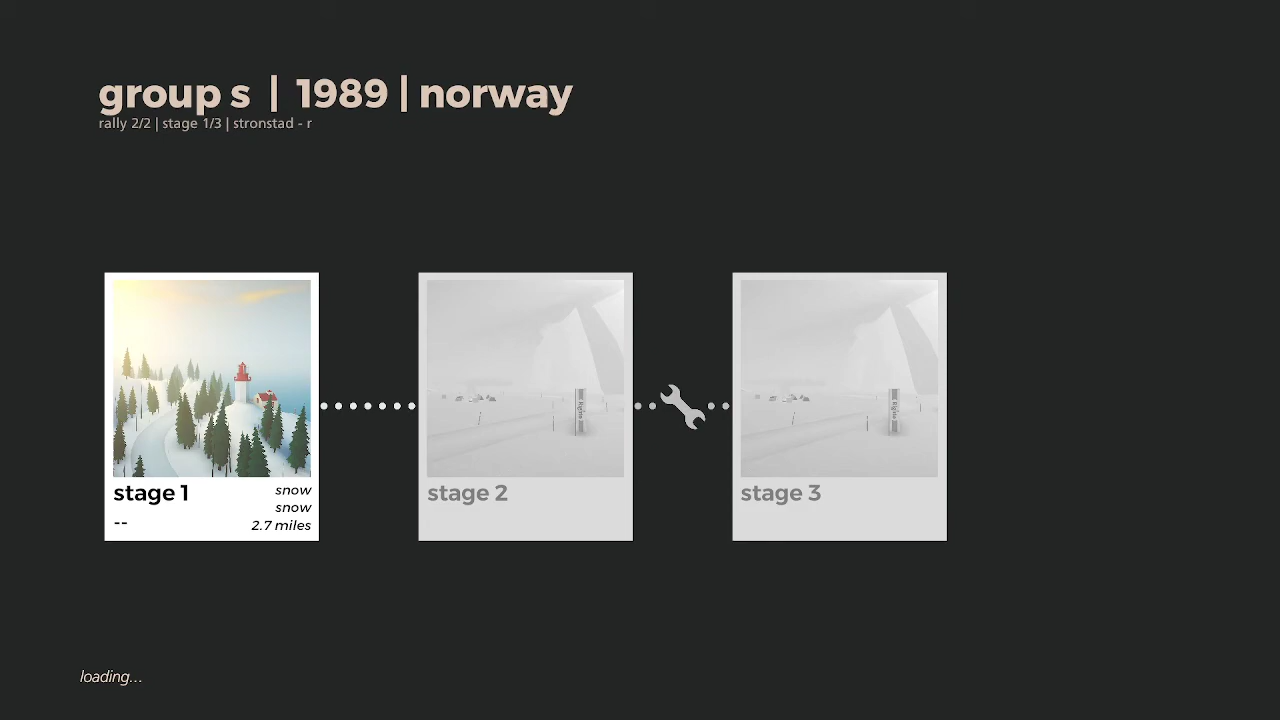 group s | 1989 | norway
rally 2/2 | stage 1/3 | stronstad - r
stage 1
snow
snow
--
2.7 miles
stage 2
stage 3
loading...